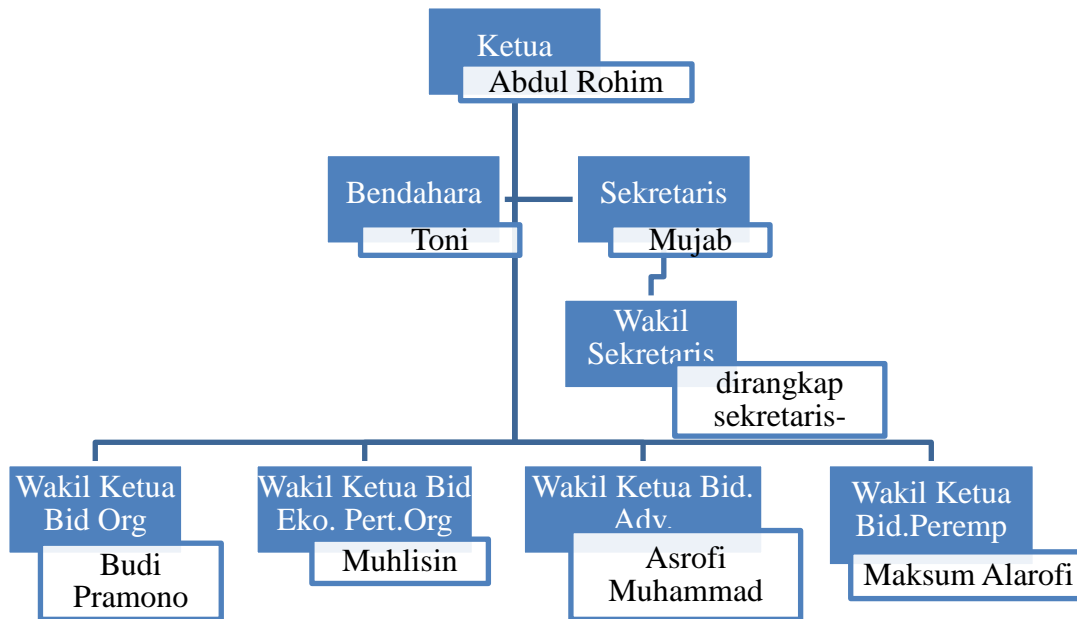 Ketua
Abdul Rohim
Bendahara
Toni
Sekretaris
Mujab
Wakil
Sekretaris
dirangkap
sekretaris-
Wakil Ketua
Bid Org
Budi
Pramono
Wakil Ketua Bid
Eko. Pert.Org
Muhlisin
Wakil Ketua Bid.
Adv.
Asrofi
Muhammad
Wakil Ketua
Bid.Peremp
Maksum Alarofi